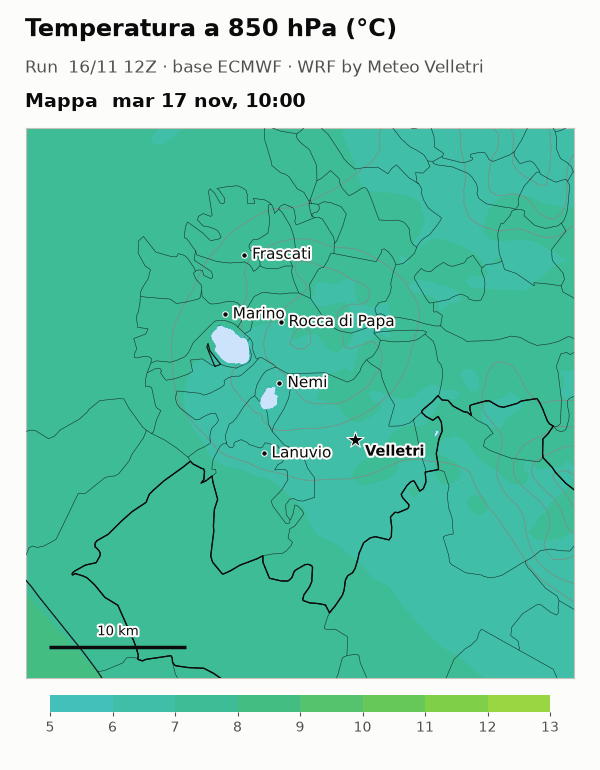 Temperatura a 850 hPa (°C)
Run  16/11 12Z · base ECMWF · WRF by Meteo Velletri
Mappa  mar 17 nov, 10:00
Frascati
Marino
Rocca di Papa
Nemi
Velletri
Lanuvio
10 km
5 6 7 8 9 10 11 12 13